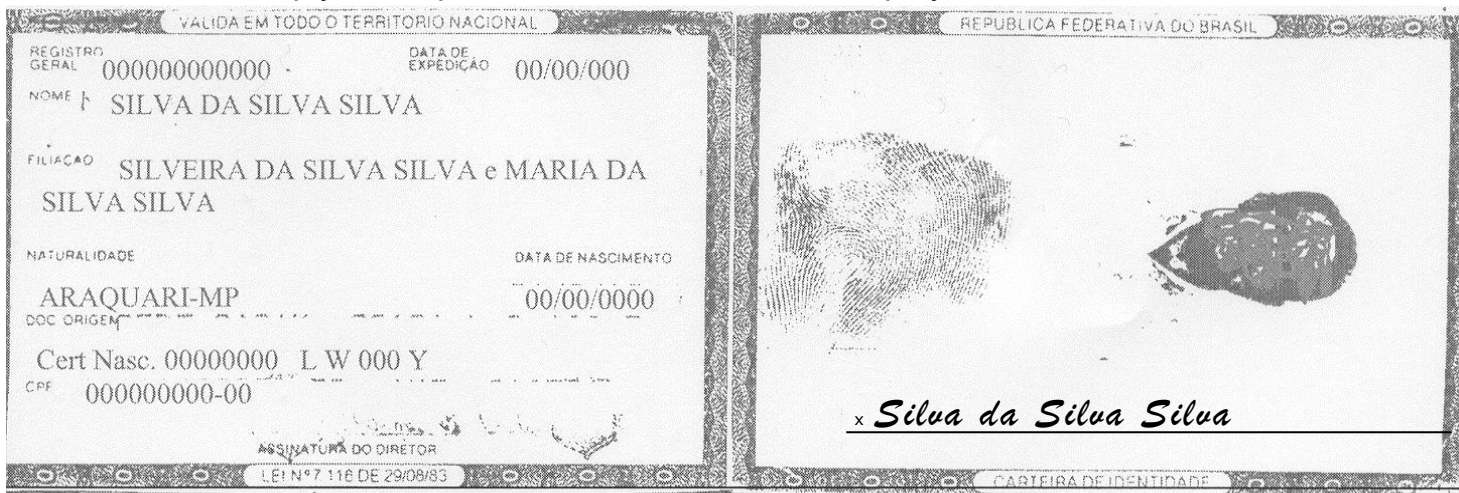 VALIDA EM TODO O TERRITORIO NACIONAL
REGISTRO GERAL 000000000000
DATA DE EXPEDIÇÃO 00/00/000
NOME SILVA DA SILVA SILVA
FILIAÇÃO SILVEIRA DA SILVA SILVA e MARIA DA
SILVA SILVA
NATURALIDADE DATA DE NASCIMENTO
ARAQUARI-MP 00/00/0000
DOC ORIGEM
Cert Nasc. 00000000 L W 000 Y
CPF 000000000-00
ASSINATURA DO DIRETOR
LEI Nº 7.116 DE 29/08/83
REPUBLICA FEDERATIVA DO BRASIL
x Silva da Silva Silva
CARTEIRA DE IDENTIDADE